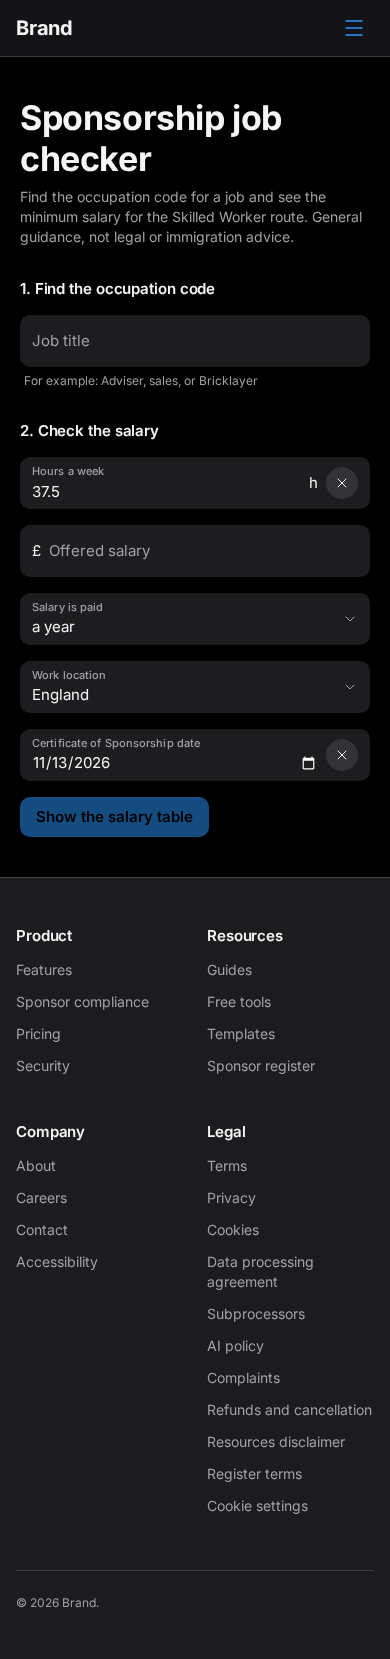 Brand
Sponsorship job
checker
Find the occupation code for a job and see the
minimum salary for the Skilled Worker route. General
guidance, not legal or immigration advice.
1. Find the occupation code
Job title
For example: Adviser, sales, or Bricklayer
2. Check the salary
Hours a week
37.5
h
£ Offered salary
Salary is paid
a year
Work location
England
Certificate of Sponsorship date
11/13/2026
Show the salary table
Product
Features
Sponsor compliance
Pricing
Security
Resources
Guides
Free tools
Templates
Sponsor register
Company
About
Careers
Contact
Accessibility
Legal
Terms
Privacy
Cookies
Data processing
agreement
Subprocessors
AI policy
Complaints
Refunds and cancellation
Resources disclaimer
Register terms
Cookie settings
© 2026 Brand.